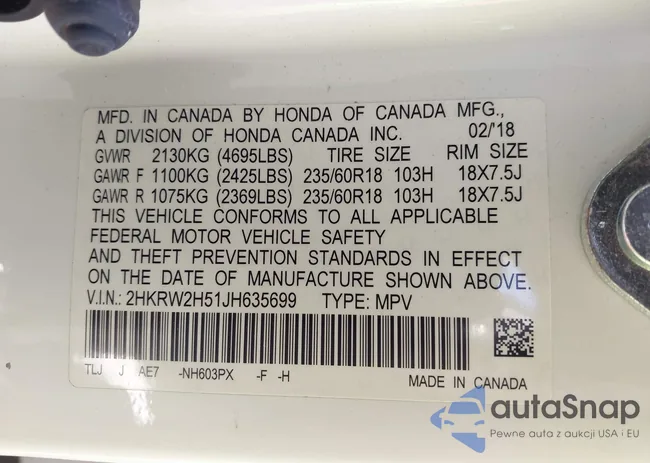 MFD. IN CANADA BY HONDA OF CANADA MFG.,
A DIVISION OF HONDA CANADA INC. 02/'18
GVWR 2130KG (4695LBS) TIRE SIZE RIM SIZE
GAWR F 1100KG (2425LBS) 235/60R18 103H 18X7.5J
GAWR R 1075KG (2369LBS) 235/60R18 103H 18X7.5J
THIS VEHICLE CONFORMS TO ALL APPLICABLE
FEDERAL MOTOR VEHICLE SAFETY
AND THEFT PREVENTION STANDARDS IN EFFECT
ON THE DATE OF MANUFACTURE SHOWN ABOVE.
V.I.N.: 2HKRW2H51JH635699 TYPE: MPV
TLJ J AE7 -NH603PX -F -H
MADE IN CANADA
autaSnap
Pewne auta z aukcji USA i EU